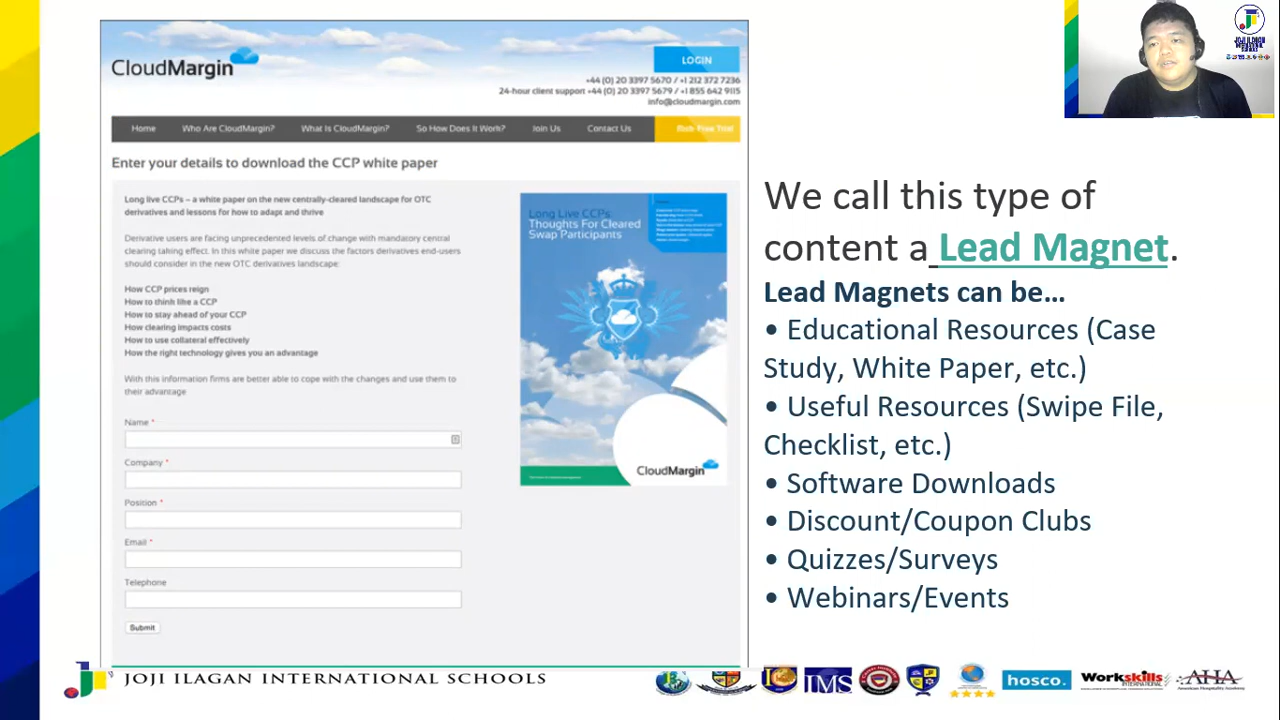 CloudMargin
LOGIN
+44 (0) 20 3397 5670 / +1 212 372 7236
24-hour client support +44 (0) 20 3397 5679 / +1 855 642 9115
info@cloudmargin.com
Home Who Are CloudMargin? What Is CloudMargin? So How Does It Work? Join Us Contact Us Risk-Free Trial
Enter your details to download the CCP white paper
Long live CCPs – a white paper on the new centrally-cleared landscape for OTC
derivatives and lessons for how to adapt and thrive
Derivative users are facing unprecedented levels of change with mandatory central
clearing taking effect. In this white paper we discuss the factors derivatives end-users
should consider in the new OTC derivatives landscape:
How CCP prices reign
How to think like a CCP
How to stay ahead of your CCP
How clearing impacts costs
How to use collateral effectively
How the right technology gives you an advantage
With this information firms are better able to cope with the changes and use them to
their advantage
Name *
Company *
Position *
Email *
Telephone
Submit
Long Live CCPs:
Thoughts For Cleared
Swap Participants
CloudMargin
We call this type of
content a Lead Magnet.
Lead Magnets can be…
• Educational Resources (Case
Study, White Paper, etc.)
• Useful Resources (Swipe File,
Checklist, etc.)
• Software Downloads
• Discount/Coupon Clubs
• Quizzes/Surveys
• Webinars/Events
JOJI ILAGAN INTERNATIONAL SCHOOLS
IMS
hosco.
Workskills
INTERNATIONAL
AHA
American Hospitality Academy